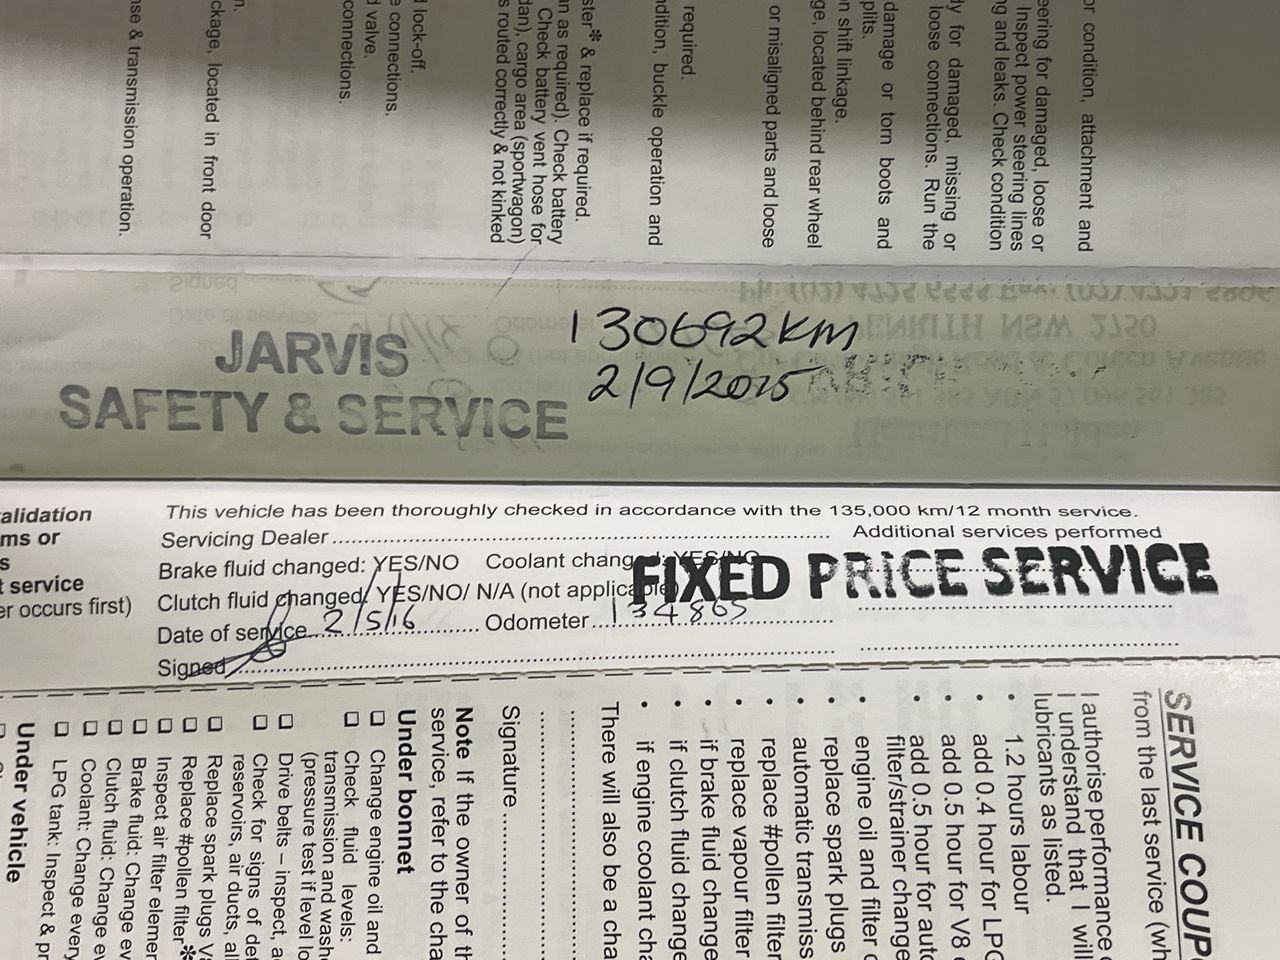 or condition, attachment and
eering for damaged, loose or
Inspect power steering lines
ng and leaks. Check condition
dy for damaged, missing or
loose connections. Run the
damage or torn boots and
plits.
on shift linkage.
ge, located behind rear wheel
or misaligned parts and loose
required.
ndition, buckle operation and
ster* & replace if required.
an as required). Check battery
Check battery vent hose for
dan), cargo area (sportwagon)
s routed correctly & not kinked
d lock-off.
e connections.
d valve.
connections.
n.
ckage, located in front door
nse & transmission operation.
JARVIS
SAFETY & SERVICE
130692KM
2/9/2015
alidation
ms or
s
t service
er occurs first)
This vehicle has been thoroughly checked in accordance with the 135,000 km/12 month service.
Servicing Dealer
Additional services performed
Brake fluid changed: YES/NO Coolant changed: YES/NO
FIXED PRICE SERVICE
Clutch fluid changed: YES/NO/ N/A (not applicable
Date of service 2/5/16 Odometer 134865
Signed
SERVICE COUPO
from the last service (wh
I authorise performance
I understand that I will
lubricants as listed.
• 1.2 hours labour
• add 0.4 hour for LPG
• add 0.5 hour for V8
• add 0.5 hour for auto
filter/strainer change
• engine oil and filter
• replace spark plugs
• automatic transmiss
• replace #pollen filter
• replace vapour filter
• if brake fluid change
• if clutch fluid change
• if engine coolant cha
There will also be a cha
Signature
Note If the owner of th
service, refer to the cha
Under bonnet
❑ Change engine oil and
❑ Check fluid levels:
transmission and washe
(pressure test if level lo
❑ Drive belts – inspect, a
❑ Check for signs of det
reservoirs, air ducts, al
❑ Replace spark plugs V
❑ Replace #pollen filter*
❑ Inspect air filter elemen
❑ Brake fluid: Change ev
❑ Clutch fluid: Change ev
❑ Coolant: Change every
❑ LPG tank: Inspect & pr
Under vehicle